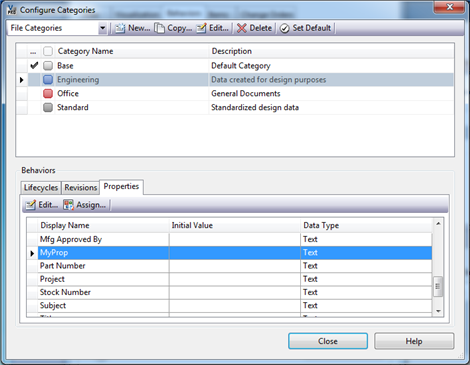 Configure Categories
File Categories New... Copy... Edit... Delete Set Default
... Category Name Description
Base Default Category
Engineering Data created for design purposes
Office General Documents
Standard Standardized design data
Behaviors
Lifecycles Revisions Properties
Edit... Assign...
Display Name Initial Value Data Type
Mfg Approved By Text
MyProp Text
Part Number Text
Project Text
Stock Number Text
Subject Text
Close Help